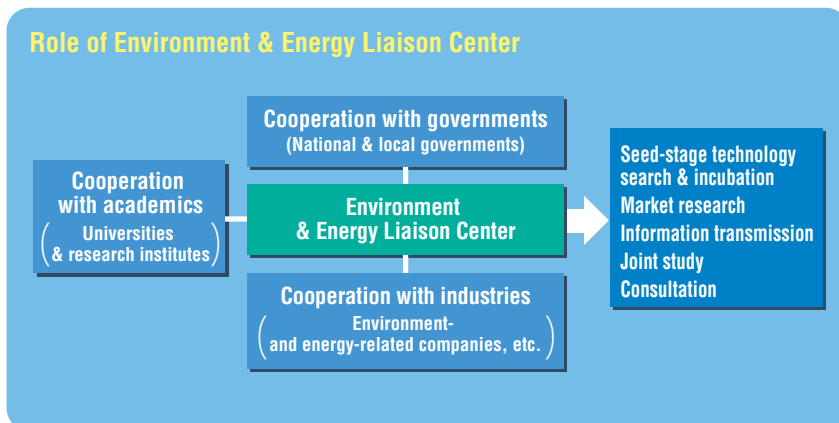 Role of Environment & Energy Liaison Center
Cooperation with governments
(National & local governments)
Cooperation
with academics
(Universities
& research institutes)
Environment
& Energy Liaison Center
Cooperation with industries
(Environment-
and energy-related companies, etc.)
Seed-stage technology
search & incubation
Market research
Information transmission
Joint study
Consultation